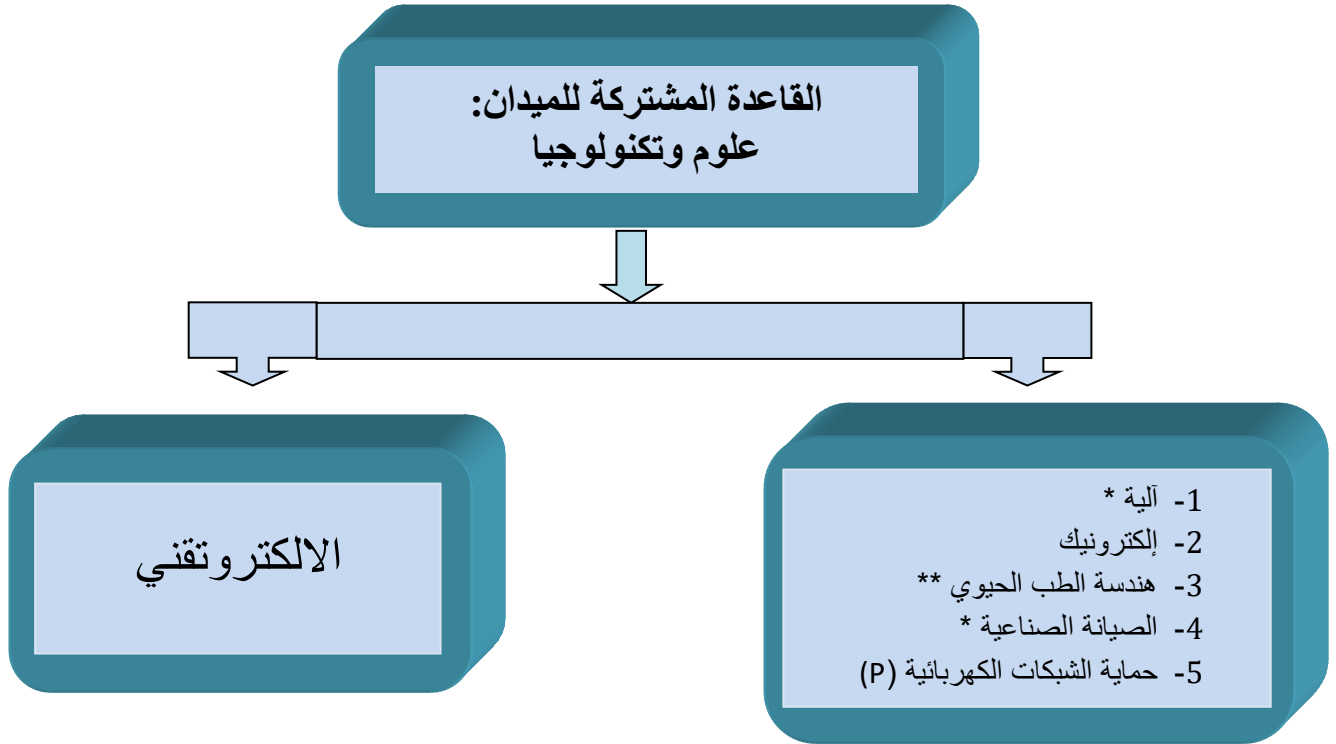 القاعدة المشتركة للميدان:
علوم وتكنولوجيا
1- آلية *
2- إلكترونيك
3- هندسة الطب الحيوي **
4- الصيانة الصناعية *
5- حماية الشبكات الكهربائية (P)
الالكتروتقني